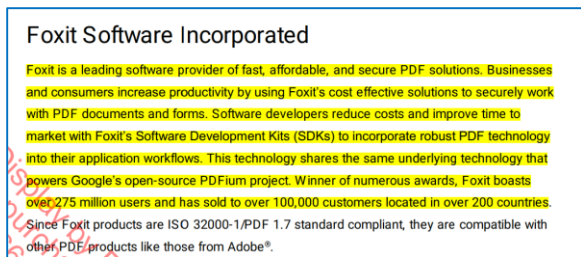 Foxit Software Incorporated
Foxit is a leading software provider of fast, affordable, and secure PDF solutions. Businesses
and consumers increase productivity by using Foxit's cost effective solutions to securely work
with PDF documents and forms. Software developers reduce costs and improve time to
market with Foxit's Software Development Kits (SDKs) to incorporate robust PDF technology
into their application workflows. This technology shares the same underlying technology that
powers Google's open-source PDFium project. Winner of numerous awards, Foxit boasts
over 275 million users and has sold to over 100,000 customers located in over 200 countries.
Since Foxit products are ISO 32000-1/PDF 1.7 standard compliant, they are compatible with
other PDF products like those from Adobe®.